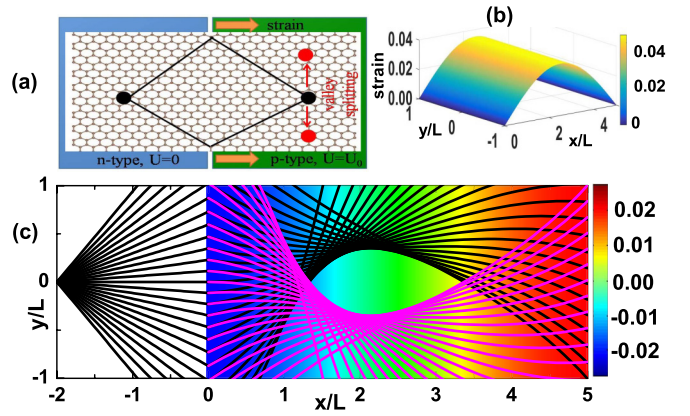 strain
(a)
valley
splitting
n-type, U=0
p-type, U=U₀
(b)
0.04
0.02
0.00
strain
1
0
-1
y/L
0
2
4
x/L
0.04
0.02
0
(c)
1
0
-1
y/L
-2
-1
0
1
2
3
4
5
x/L
0.02
0.01
0.00
-0.01
-0.02